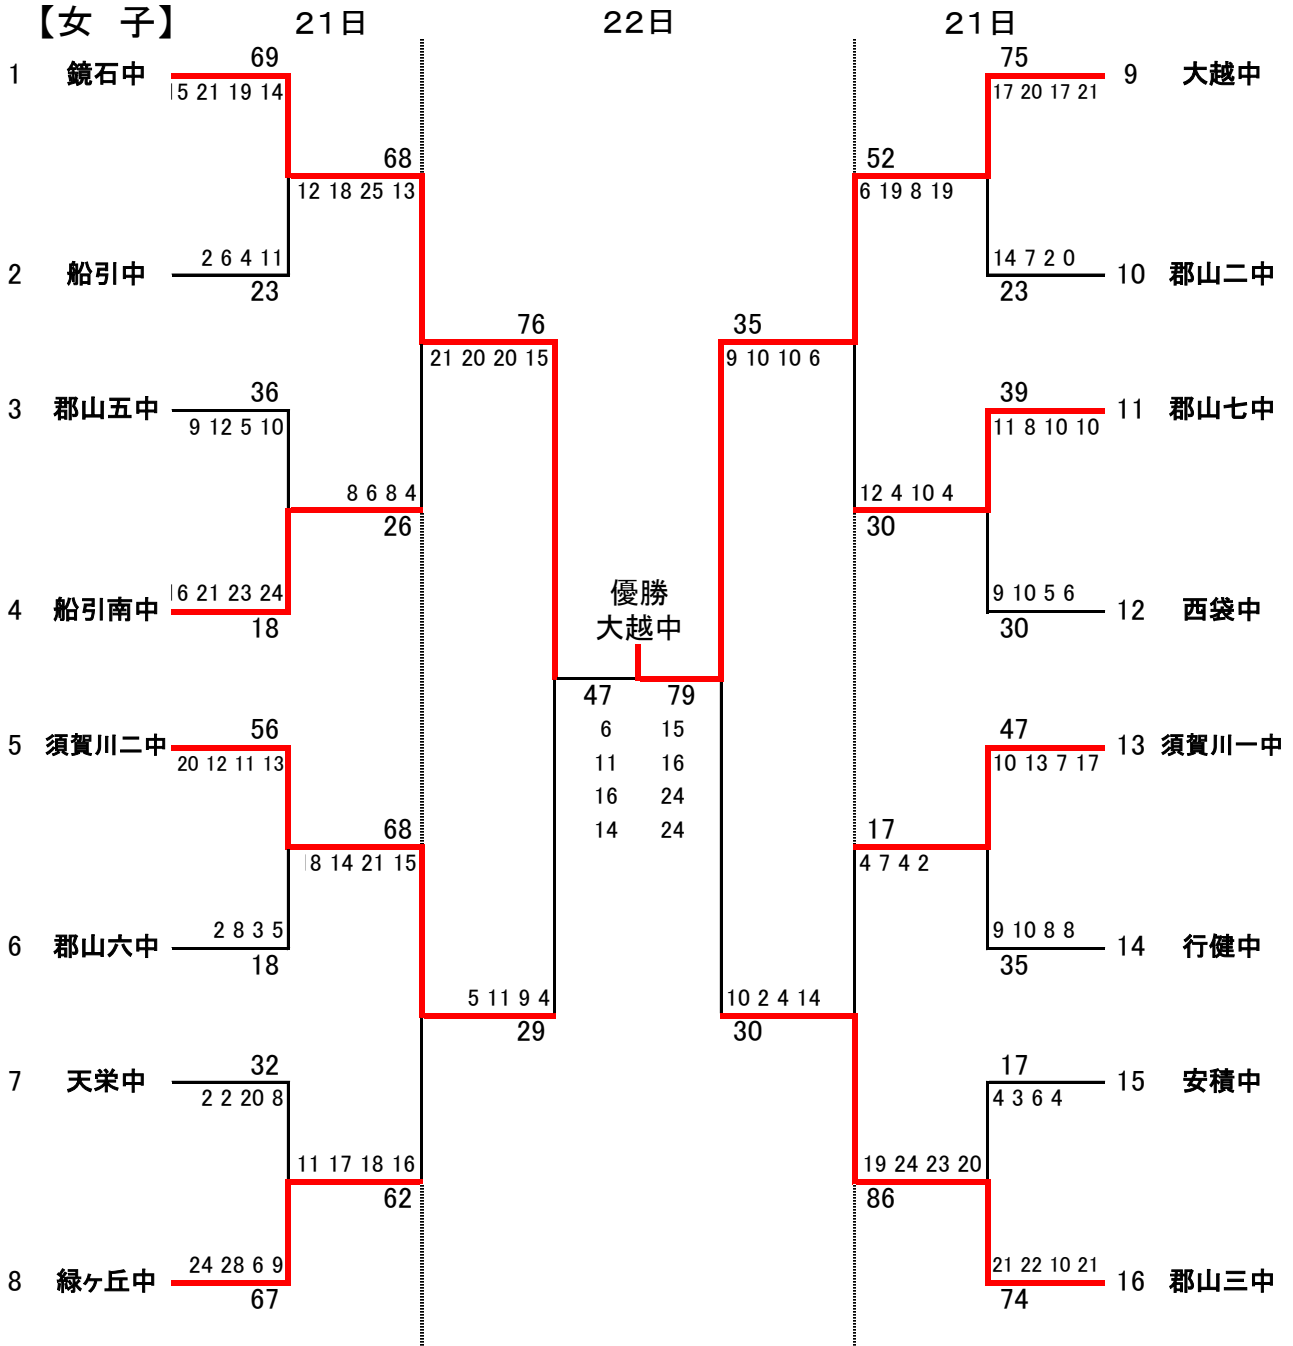 【女　子】
21日
22日
21日
1 鏡石中
69
15 21 19 14
68
12 18 25 13
2 船引中
2 6 4 11
23
76
21 20 20 15
3 郡山五中
36
9 12 5 10
8 6 8 4
26
4 船引南中
16 21 23 24
18
5 須賀川二中
56
20 12 11 13
68
8 14 21 15
6 郡山六中
2 8 3 5
18
5 11 9 4
29
7 天栄中
32
2 2 20 8
11 17 18 16
62
8 緑ヶ丘中
24 28 6 9
67
優勝
大越中
47 79
6 15
11 16
16 24
14 24
75
9 大越中
17 20 17 21
52
6 19 8 19
14 7 2 0
10 郡山二中
23
35
9 10 10 6
39
11 郡山七中
11 8 10 10
12 4 10 4
30
9 10 5 6
12 西袋中
30
47
13 須賀川一中
10 13 7 17
17
4 7 4 2
9 10 8 8
14 行健中
35
10 2 4 14
30
17
15 安積中
4 3 6 4
19 24 23 20
86
21 22 10 21
16 郡山三中
74